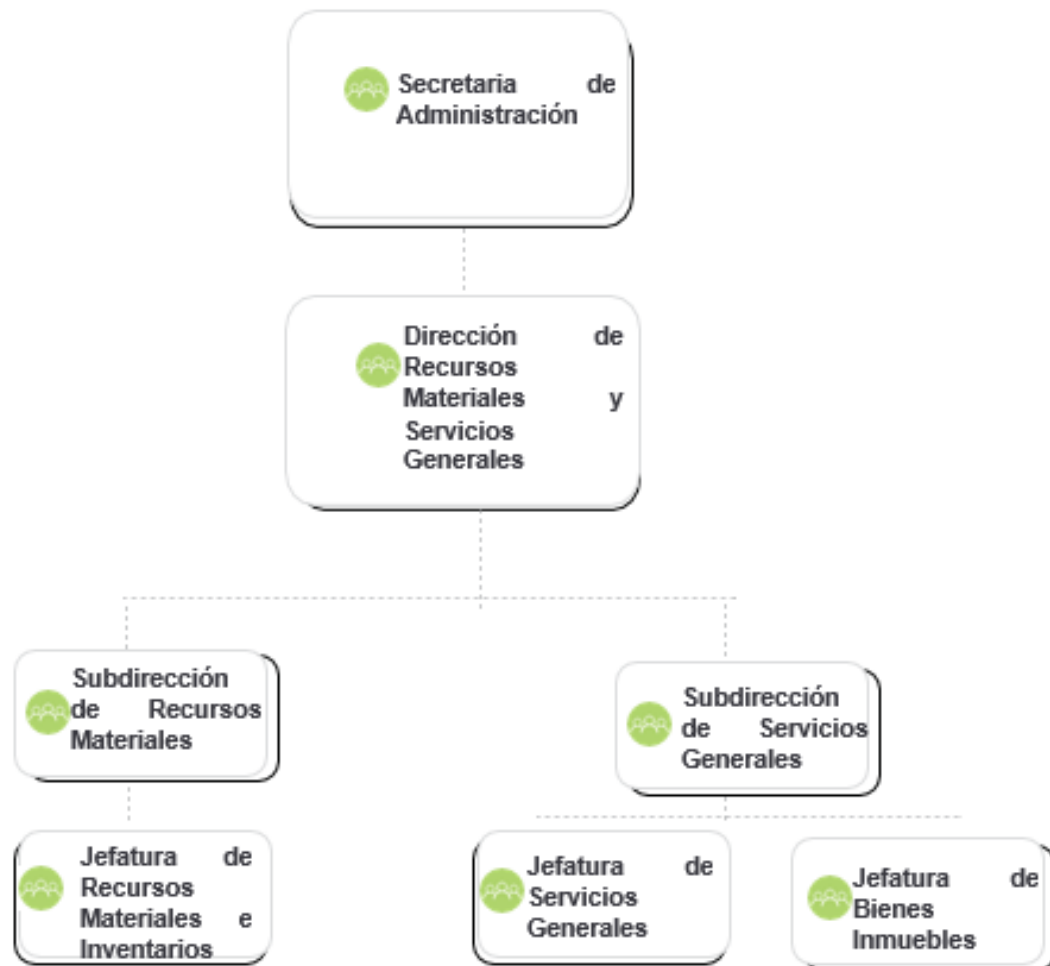 Secretaria de
Administración
Dirección de
Recursos
Materiales y
Servicios
Generales
Subdirección
de Recursos
Materiales
Subdirección
de Servicios
Generales
Jefatura de
Recursos
Materiales e
Inventarios
Jefatura de
Servicios
Generales
Jefatura de
Bienes
Inmuebles